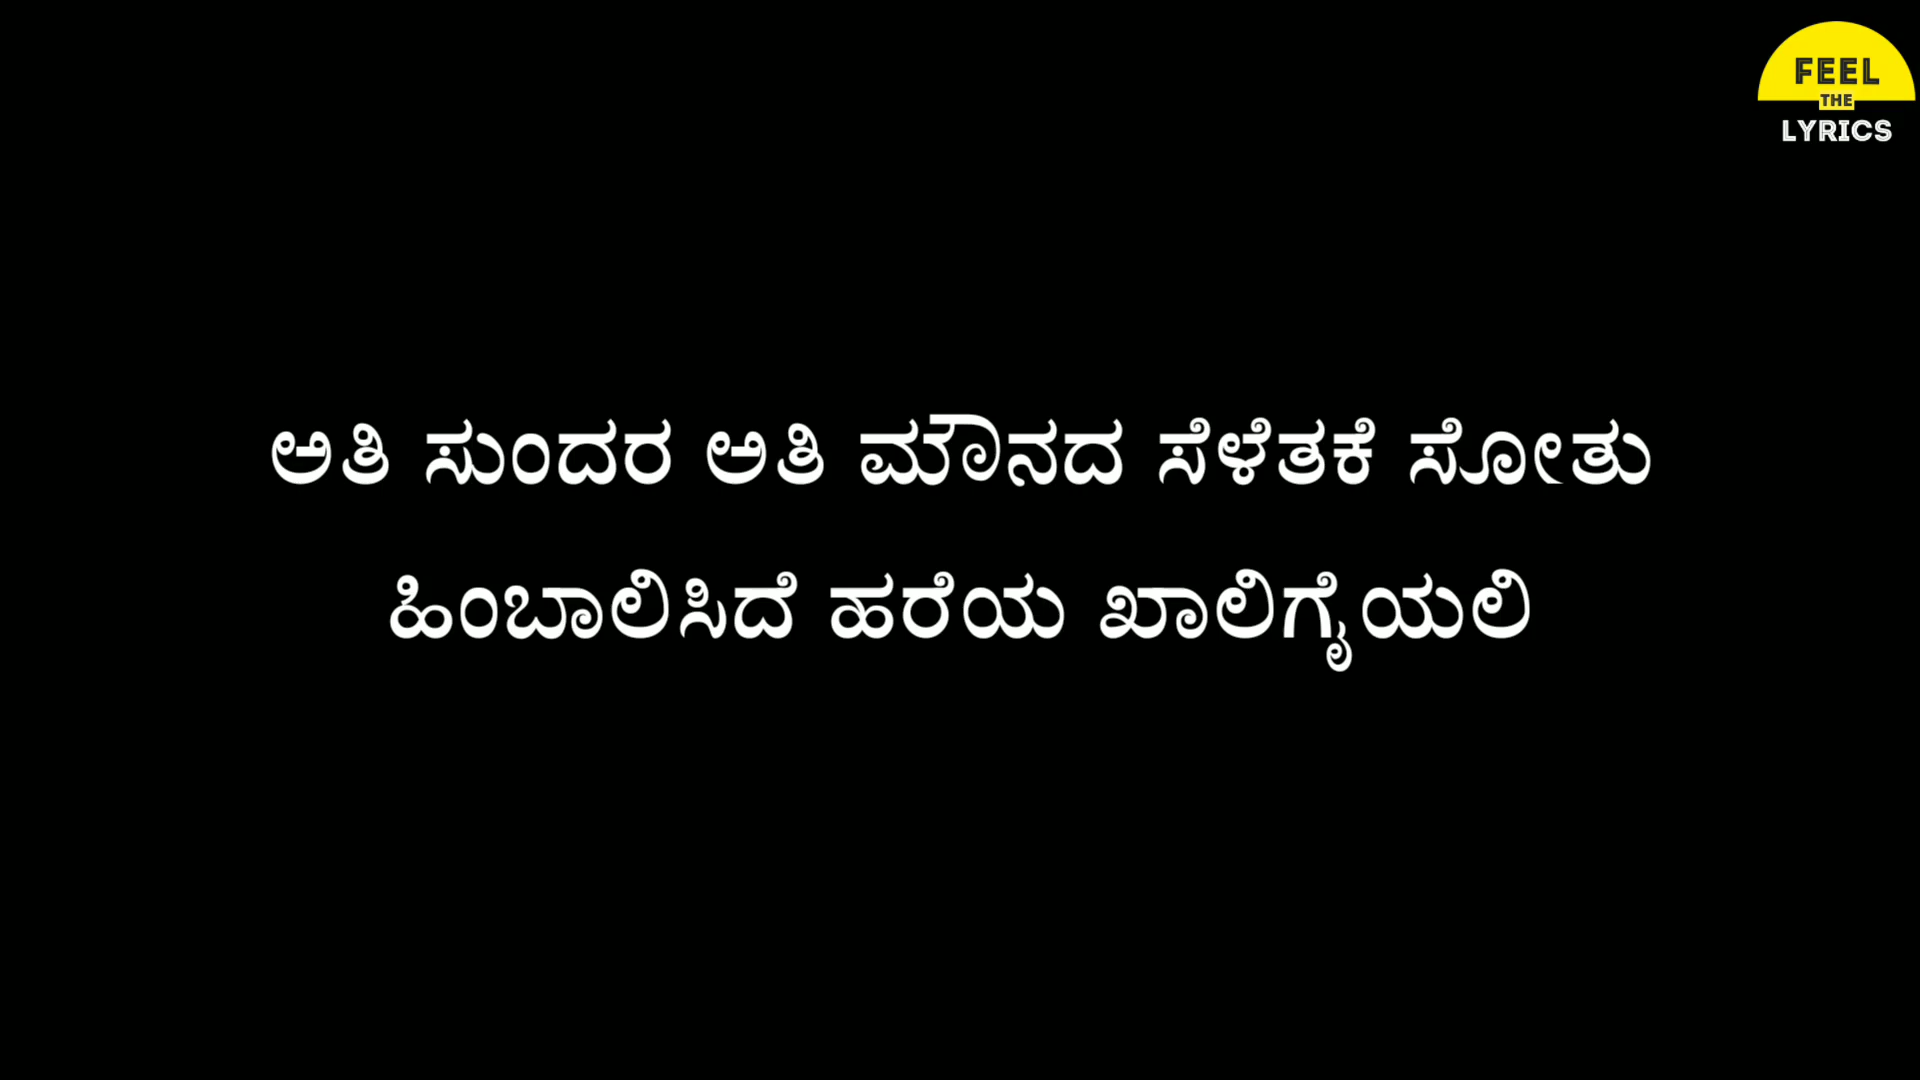 FEEL
THE
LYRICS
ಅತಿ ಸುಂದರ ಅತಿ ಮೌನದ ಸೆಳೆತಕೆ ಸೋತು
ಹಿಂಬಾಲಿಸಿದೆ ಹರೆಯ ಖಾಲಿಗೈಯಲಿ